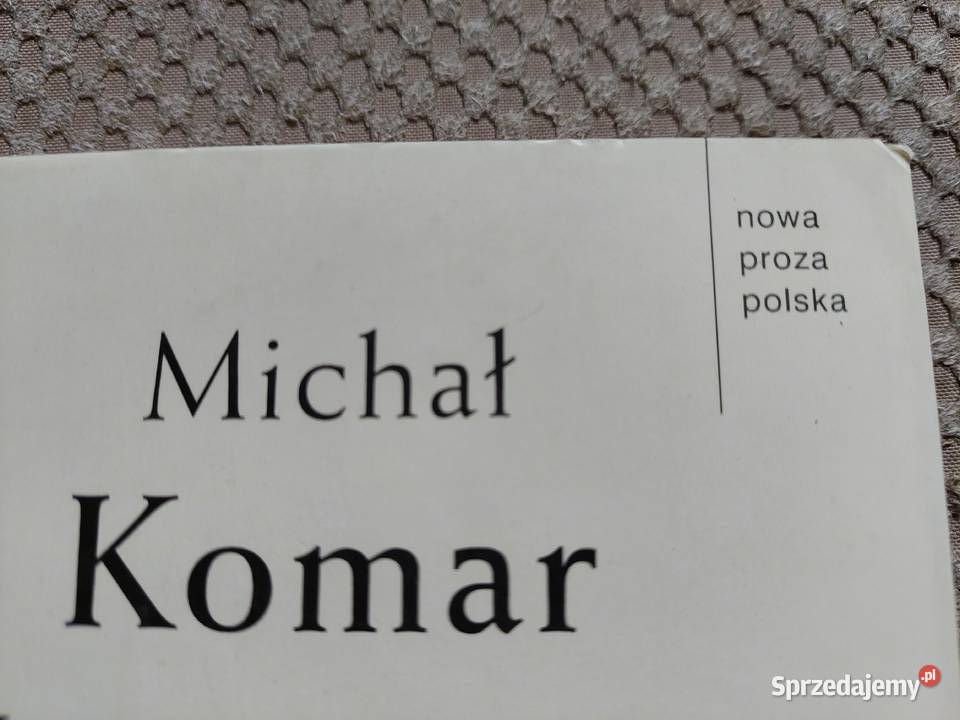 nowa
proza
polska
Michał
Komar
Sprzedajemy.pl